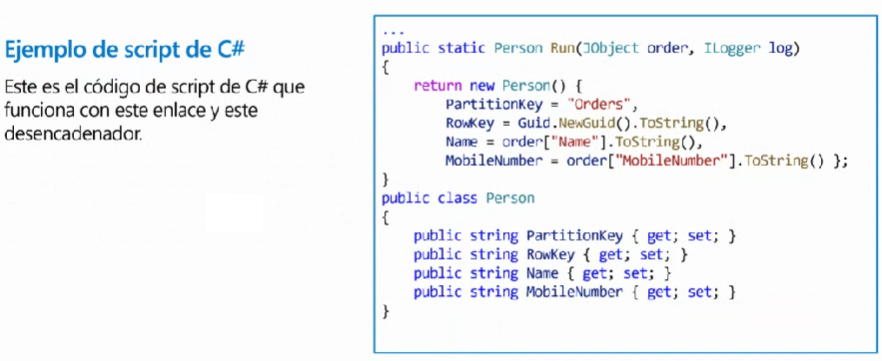 Ejemplo de script de C#
Este es el código de script de C# que
funciona con este enlace y este
desencadenador.
...
public static Person Run(JObject order, ILogger log)
{
    return new Person() {
        PartitionKey = "Orders",
        RowKey = Guid.NewGuid().ToString(),
        Name = order["Name"].ToString(),
        MobileNumber = order["MobileNumber"].ToString() };
}
public class Person
{
    public string PartitionKey { get; set; }
    public string RowKey { get; set; }
    public string Name { get; set; }
    public string MobileNumber { get; set; }
}